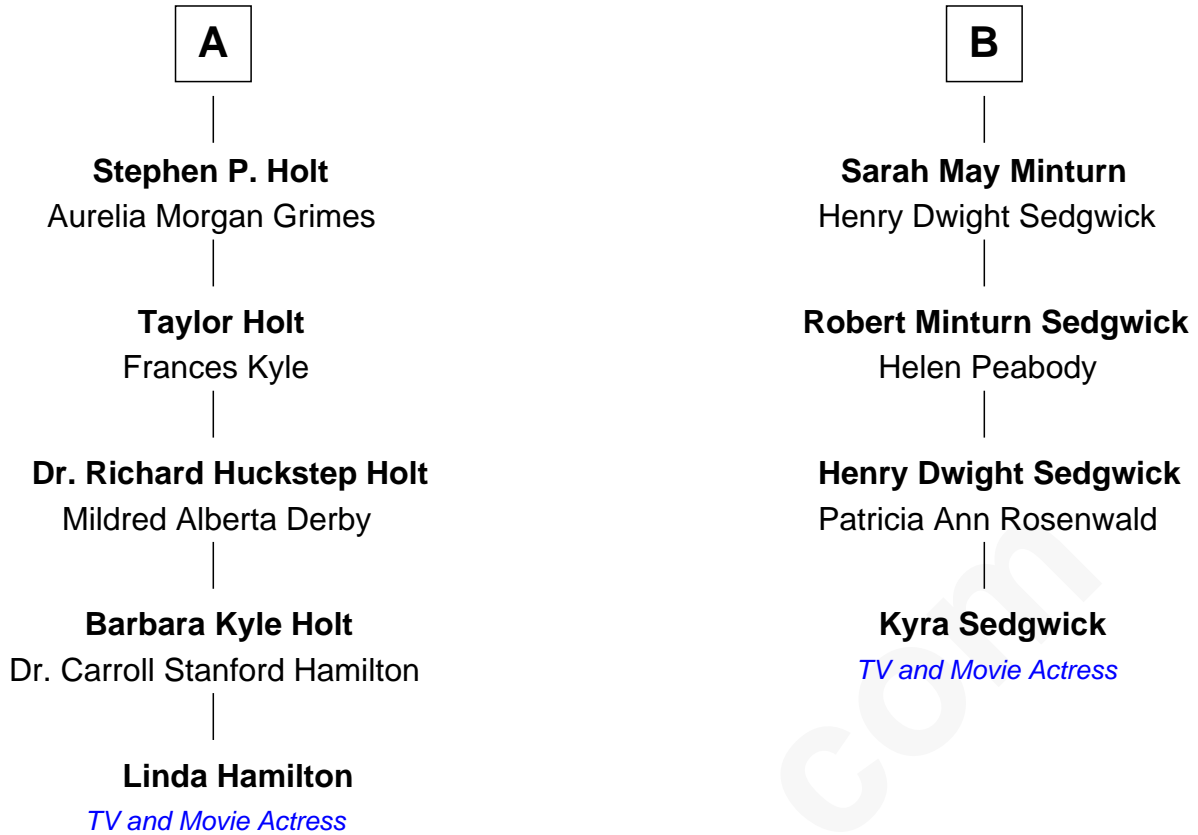 A
Stephen P. Holt
Aurelia Morgan Grimes
Taylor Holt
Frances Kyle
Dr. Richard Huckstep Holt
Mildred Alberta Derby
Barbara Kyle Holt
Dr. Carroll Stanford Hamilton
Linda Hamilton
TV and Movie Actress
B
Sarah May Minturn
Henry Dwight Sedgwick
Robert Minturn Sedgwick
Helen Peabody
Henry Dwight Sedgwick
Patricia Ann Rosenwald
Kyra Sedgwick
TV and Movie Actress
com